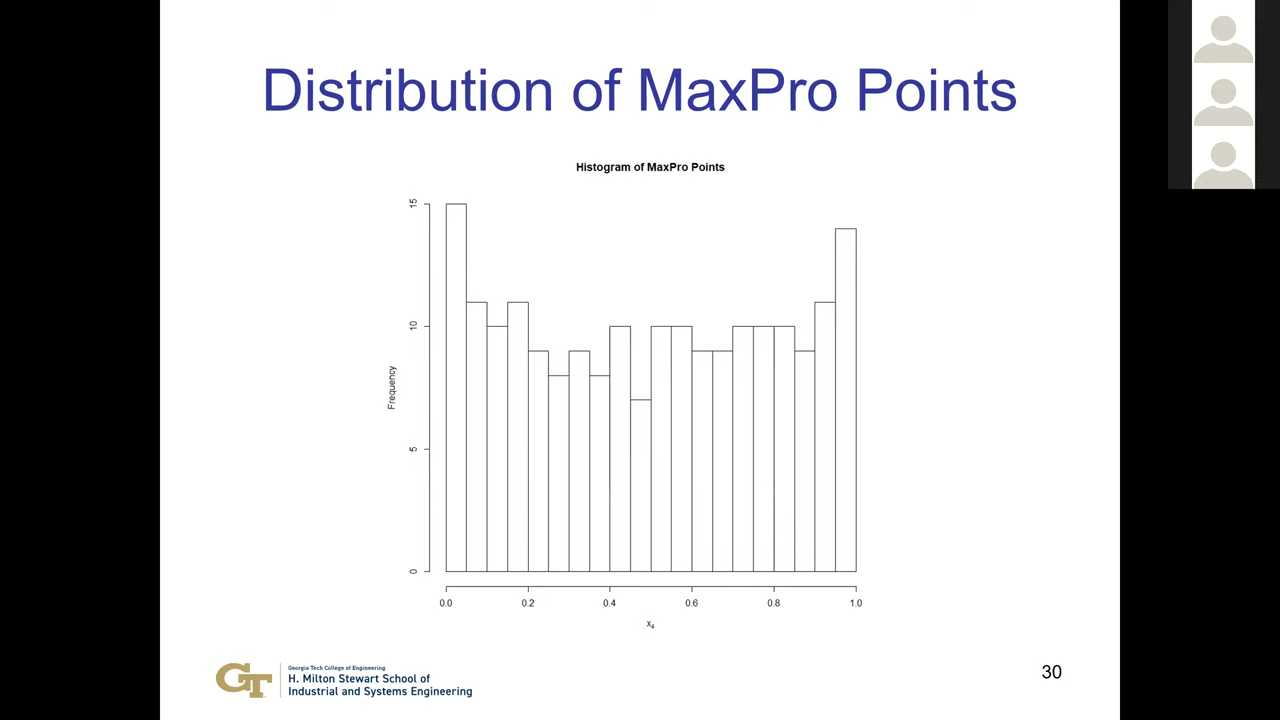 Distribution of MaxPro Points
Histogram of MaxPro Points
15
10
5
0
Frequency
0.0 0.2 0.4 0.6 0.8 1.0
x4
GT
Georgia Tech College of Engineering
H. Milton Stewart School of
Industrial and Systems Engineering
30